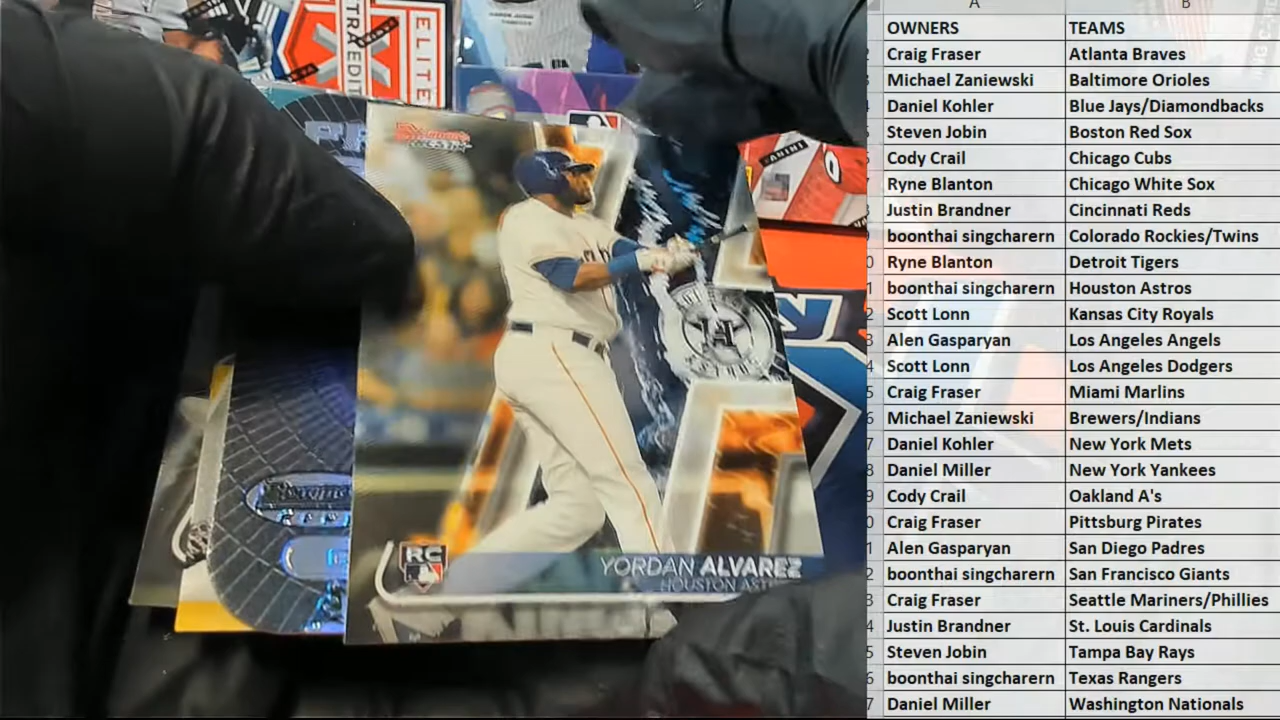 ELITE
EXTRA EDIT
PANINI
Bowman's
BEST
RC
YORDAN ALVAREZ
HOUSTON AST
A B
OWNERS TEAMS
Craig Fraser Atlanta Braves
Michael Zaniewski Baltimore Orioles
Daniel Kohler Blue Jays/Diamondbacks
Steven Jobin Boston Red Sox
Cody Crail Chicago Cubs
Ryne Blanton Chicago White Sox
Justin Brandner Cincinnati Reds
boonthai singcharern Colorado Rockies/Twins
Ryne Blanton Detroit Tigers
boonthai singcharern Houston Astros
Scott Lonn Kansas City Royals
Alen Gasparyan Los Angeles Angels
Scott Lonn Los Angeles Dodgers
Craig Fraser Miami Marlins
Michael Zaniewski Brewers/Indians
Daniel Kohler New York Mets
Daniel Miller New York Yankees
Cody Crail Oakland A's
Craig Fraser Pittsburg Pirates
Alen Gasparyan San Diego Padres
boonthai singcharern San Francisco Giants
Craig Fraser Seattle Mariners/Phillies
Justin Brandner St. Louis Cardinals
Steven Jobin Tampa Bay Rays
boonthai singcharern Texas Rangers
Daniel Miller Washington Nationals